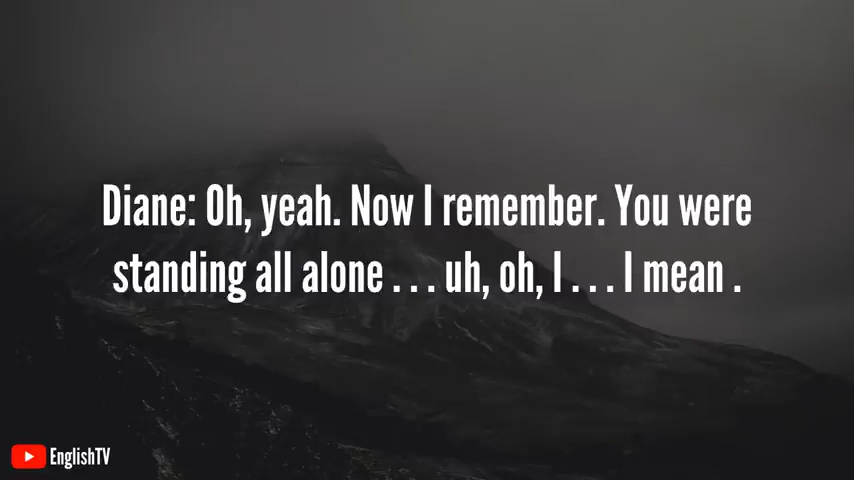 Diane: Oh, yeah. Now I remember. You were
standing all alone . . . uh, oh, I . . . I mean .
EnglishTV